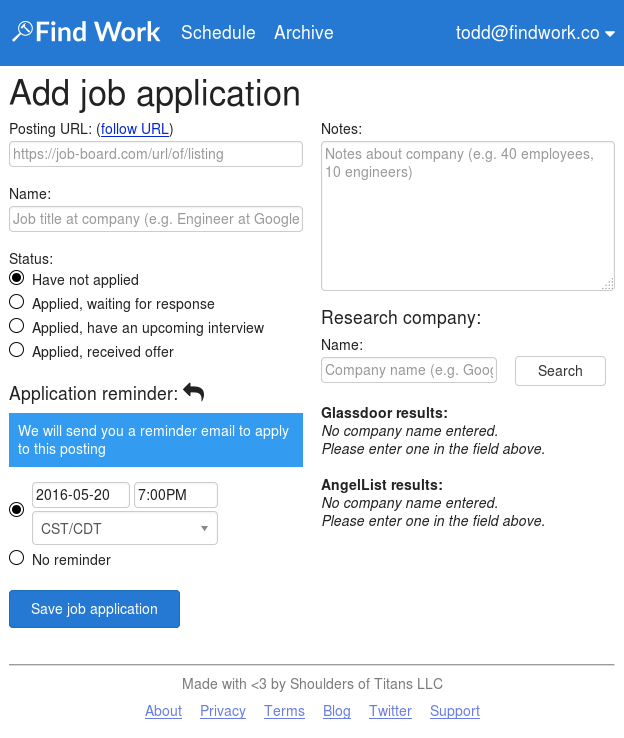 Find Work Schedule Archive todd@findwork.co
Add job application
Posting URL: (follow URL)
https://job-board.com/url/of/listing
Name:
Job title at company (e.g. Engineer at Google
Status:
Have not applied
Applied, waiting for response
Applied, have an upcoming interview
Applied, received offer
Application reminder:
We will send you a reminder email to apply
to this posting
2016-05-20 7:00PM
CST/CDT
No reminder
Save job application
Notes:
Notes about company (e.g. 40 employees,
10 engineers)
Research company:
Name:
Company name (e.g. Goog
Search
Glassdoor results:
No company name entered.
Please enter one in the field above.
AngelList results:
No company name entered.
Please enter one in the field above.
Made with <3 by Shoulders of Titans LLC
About Privacy Terms Blog Twitter Support